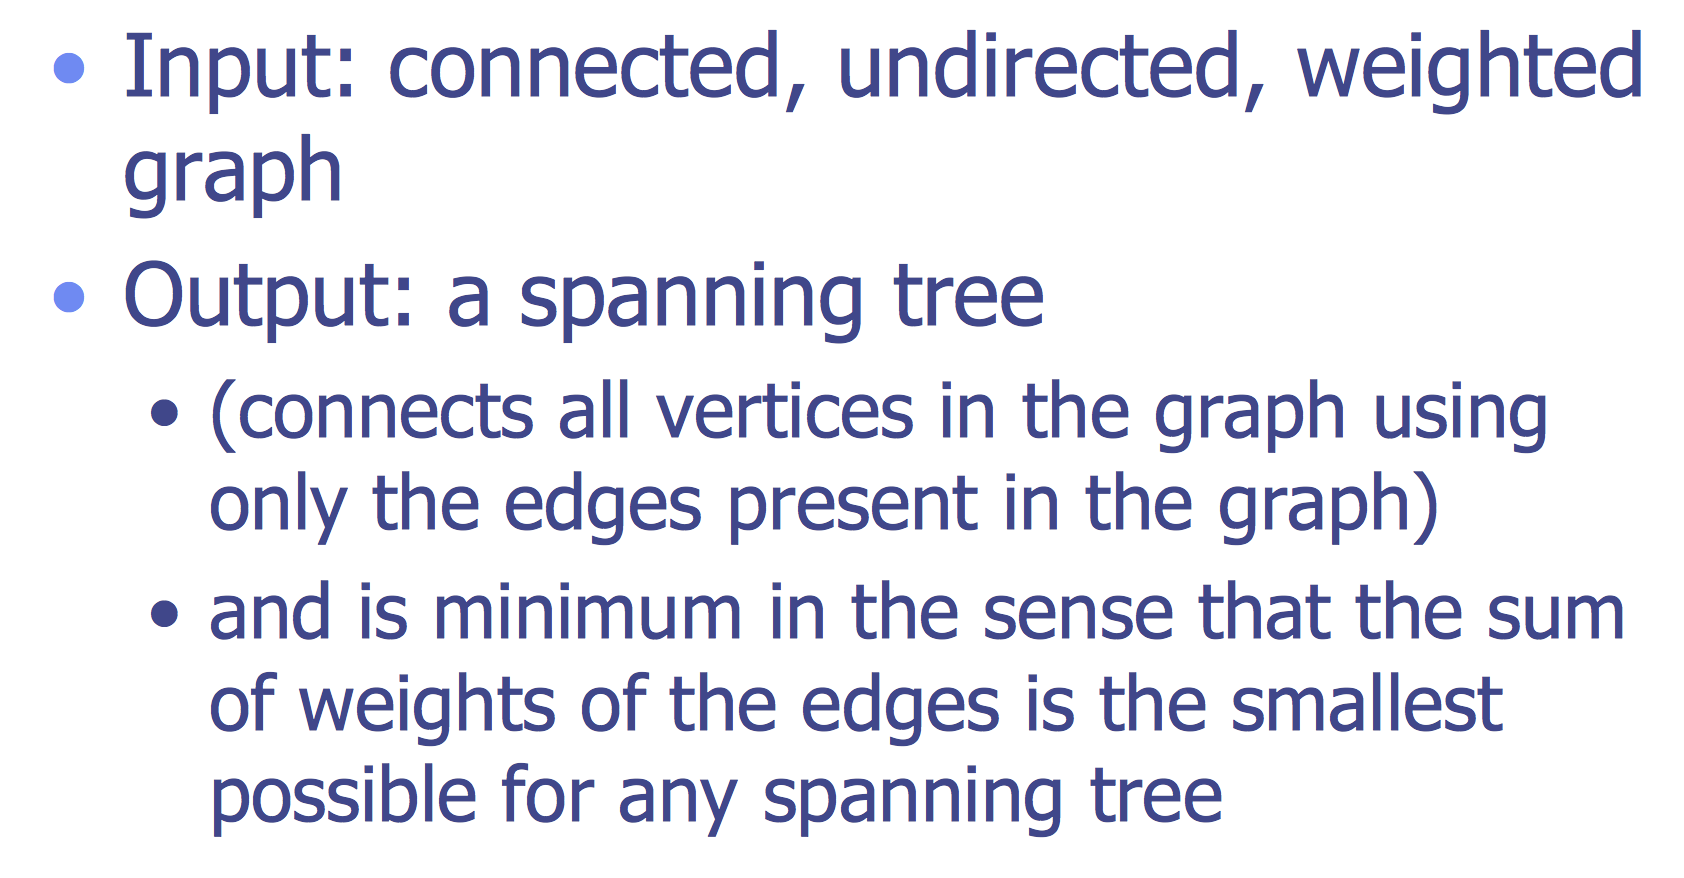 • Input: connected, undirected, weighted
graph
• Output: a spanning tree
• (connects all vertices in the graph using
only the edges present in the graph)
• and is minimum in the sense that the sum
of weights of the edges is the smallest
possible for any spanning tree